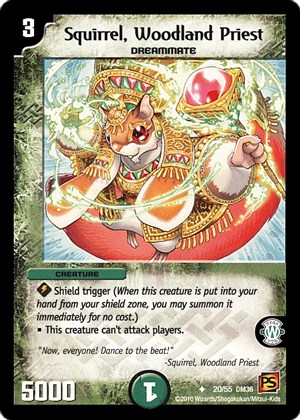 3
Squirrel, Woodland Priest
DREAMMATE
CREATURE
Shield trigger (When this creature is put into your
hand from your shield zone, you may summon it
immediately for no cost.)
• This creature can't attack players.
"Now, everyone! Dance to the beat!"
-Squirrel, Woodland Priest
5000
1
20/55 DM36
©2010 Wizards/Shogakukan/Mitsui-Kids
PS